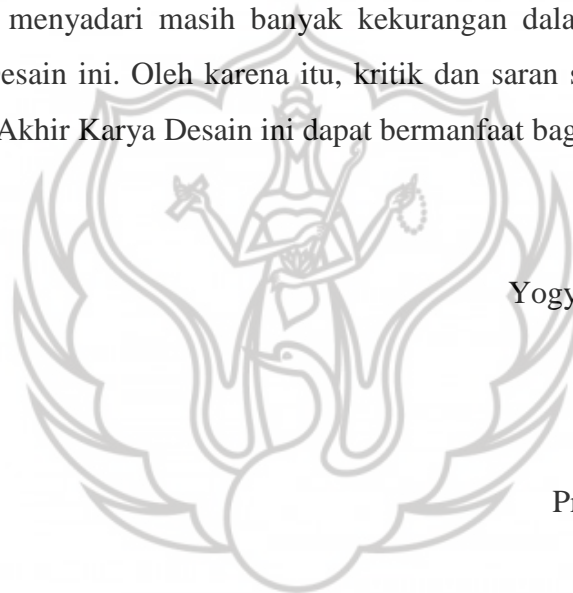 menyadari masih banyak kekurangan dala
esain ini. Oleh karena itu, kritik dan saran s
Akhir Karya Desain ini dapat bermanfaat bag
Yogy
Pr